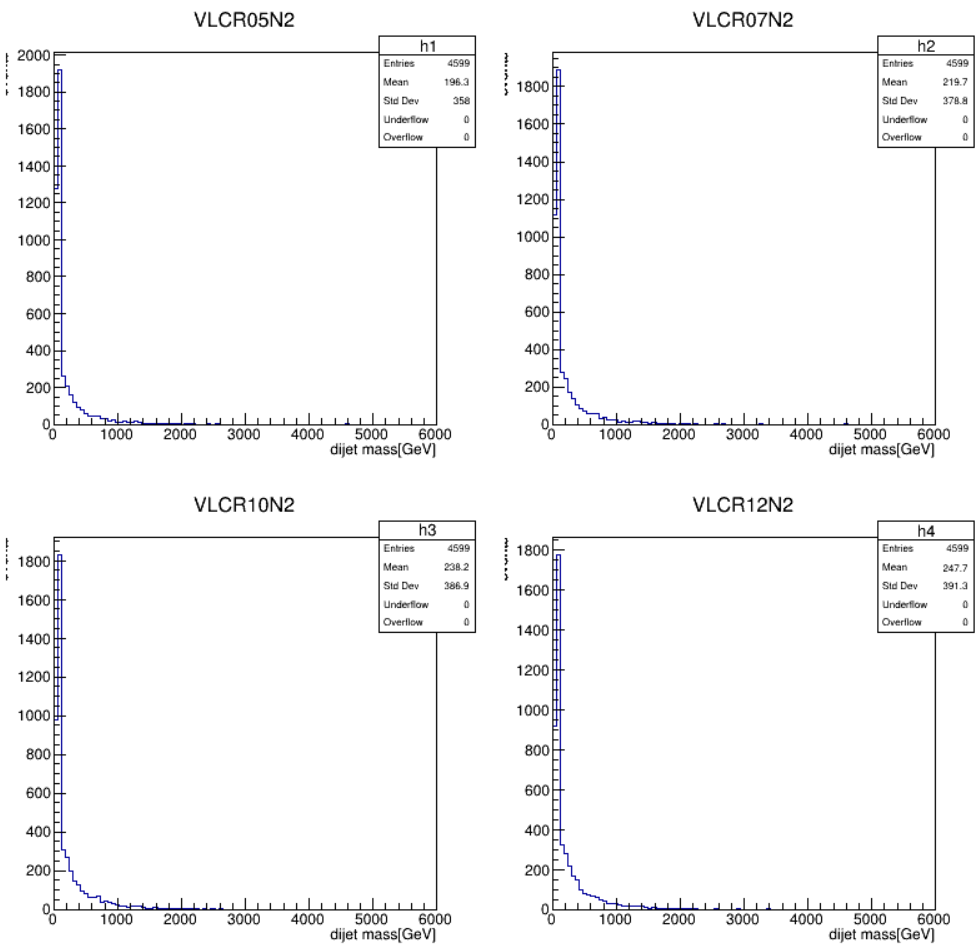 VLCR05N2
h1
Entries 4599
Mean 196.3
Std Dev 358
Underflow 0
Overflow 0
2000
1800
1600
1400
1200
1000
800
600
400
200
0
0 1000 2000 3000 4000 5000 6000
dijet mass[GeV]
VLCR07N2
h2
Entries 4599
Mean 219.7
Std Dev 378.8
Underflow 0
Overflow 0
1800
1600
1400
1200
1000
800
600
400
200
0
0 1000 2000 3000 4000 5000 6000
dijet mass[GeV]
VLCR10N2
h3
Entries 4599
Mean 238.2
Std Dev 386.9
Underflow 0
Overflow 0
1800
1600
1400
1200
1000
800
600
400
200
0
0 1000 2000 3000 4000 5000 6000
dijet mass[GeV]
VLCR12N2
h4
Entries 4599
Mean 247.7
Std Dev 391.3
Underflow 0
Overflow 0
1800
1600
1400
1200
1000
800
600
400
200
0
0 1000 2000 3000 4000 5000 6000
dijet mass[GeV]